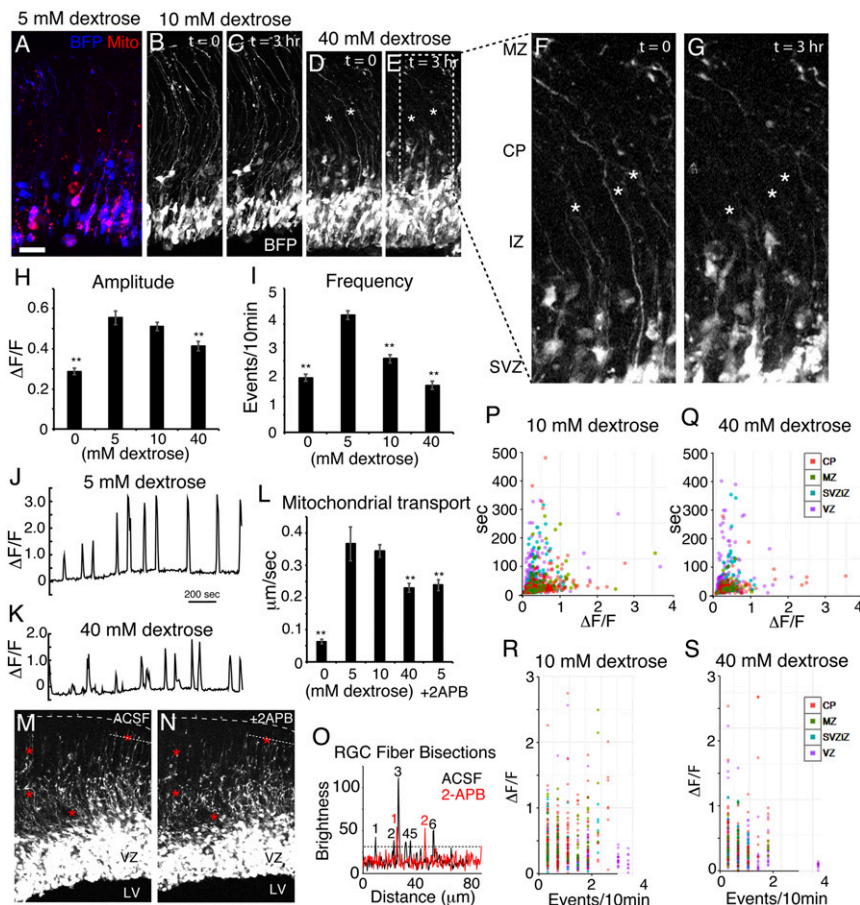 5 mM dextrose
10 mM dextrose
40 mM dextrose
A
BFP Mito
B
t = 0
C
t = 3 hr
BFP
D
t = 0
E
t = 3 hr
F
t = 0
G
t = 3 hr
MZ
CP
IZ
SVZ
H
Amplitude
ΔF/F
0.6
0.4
0.2
0
**
**
0 5 10 40
(mM dextrose)
I
Frequency
Events/10min
5
4
4
3
2
1
0
**
**
**
0 5 10 40
(mM dextrose)
J
5 mM dextrose
ΔF/F
3.0
2.0
1.0
0
200 sec
K
40 mM dextrose
ΔF/F
2.0
1.0
0
L
Mitochondrial transport
μm/sec
0.4
0.3
0.2
0.1
0
**
**
**
0 5 10 40 5
(mM dextrose) +2APB
M
ACSF
VZ
LV
N
+2APB
VZ
LV
O
RGC Fiber Bisections
Brightness
100
50
0
ACSF
2-APB
1 2 3 45 6
1 2
0 40 80
Distance (μm)
P
10 mM dextrose
sec
500
400
300
200
100
0
0 1 2 3 4
ΔF/F
Q
40 mM dextrose
sec
500
400
300
200
100
0
0 1 2 3 4
ΔF/F
CP
MZ
SVZIZ
VZ
R
10 mM dextrose
ΔF/F
3
2
1
0
0 2 4
Events/10min
S
40 mM dextrose
ΔF/F
3
2
1
0
0 2 4
Events/10min
CP
MZ
SVZIZ
VZ